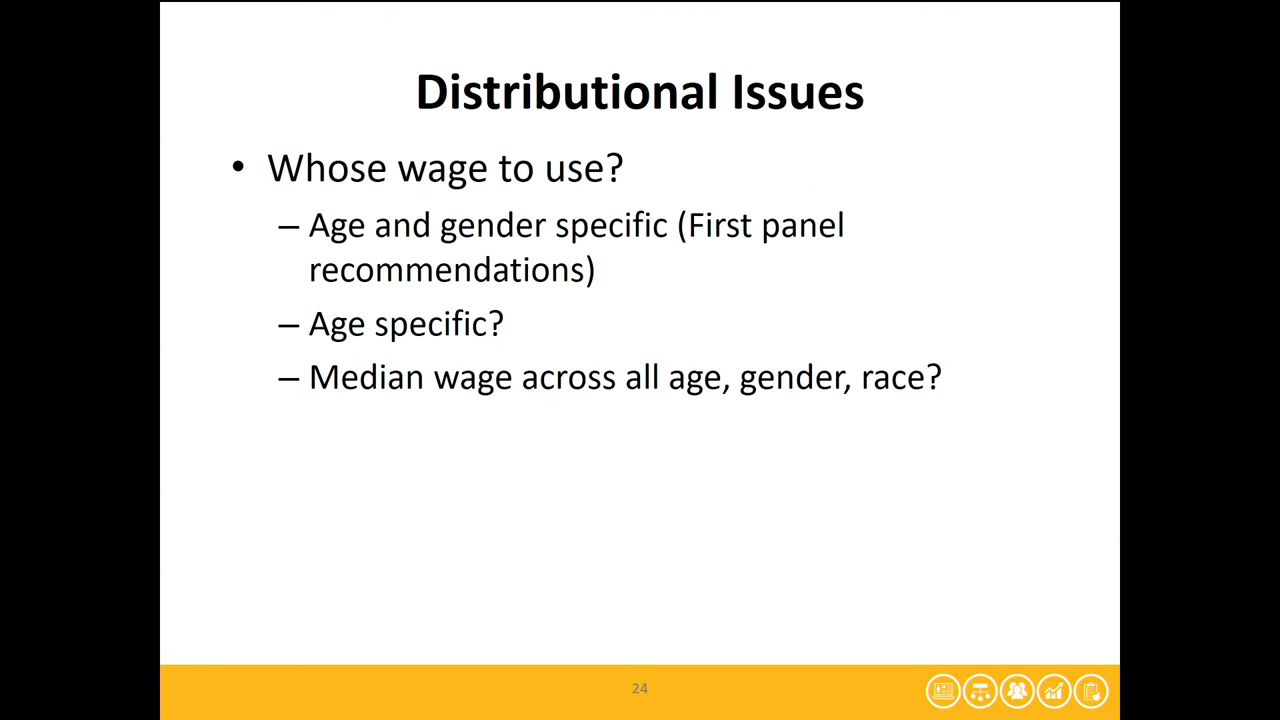 Distributional Issues
• Whose wage to use?
– Age and gender specific (First panel
recommendations)
– Age specific?
– Median wage across all age, gender, race?
24